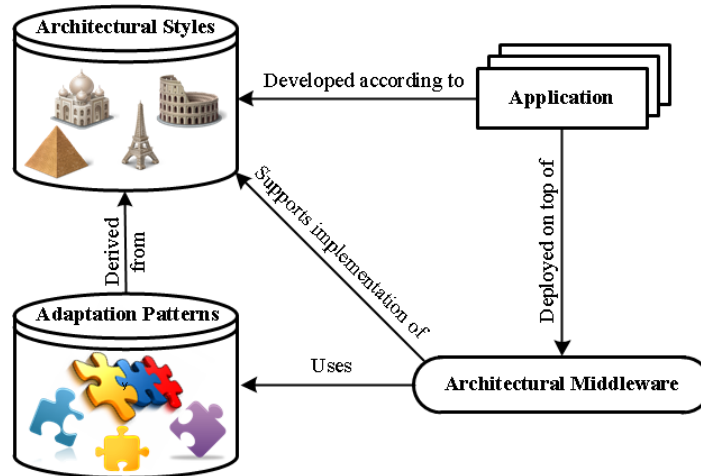 Architectural Styles
Developed according to
Application
Supports implementation of
Deployed on top of
Derived
from
Adaptation Patterns
Uses
Architectural Middleware